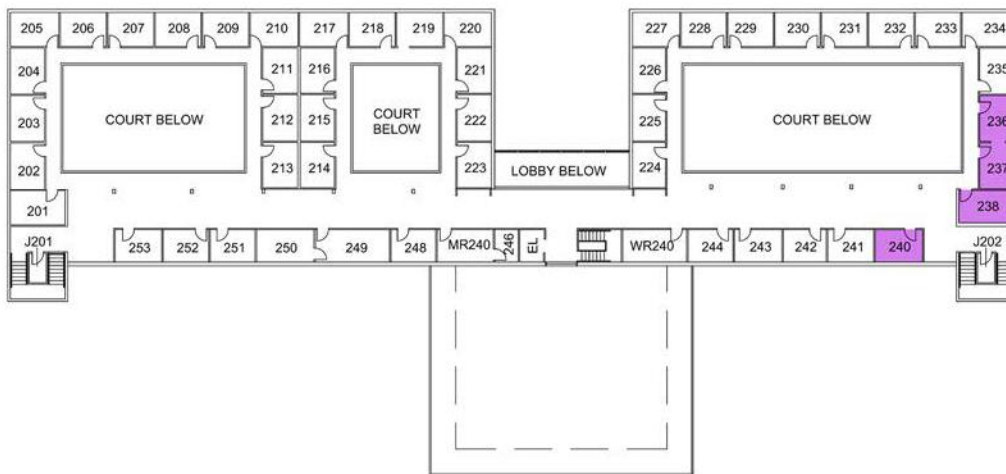 205 206 207 208 209 210 217 218 219 220 227 228 229 230 231 232 233 234
204 211 216 221 226 235
203 COURT BELOW 212 215 COURT BELOW 222 225 COURT BELOW 236
202 213 214 223 LOBBY BELOW 224 237
201 238
J201 253 252 251 250 249 248 MR240 246 EL WR240 244 243 242 241 240 J202